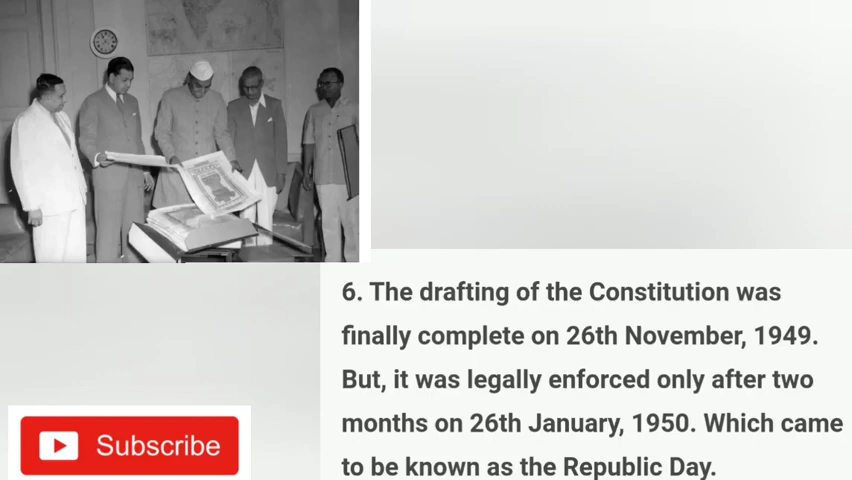 6. The drafting of the Constitution was
finally complete on 26th November, 1949.
But, it was legally enforced only after two
months on 26th January, 1950. Which came
to be known as the Republic Day.
Subscribe